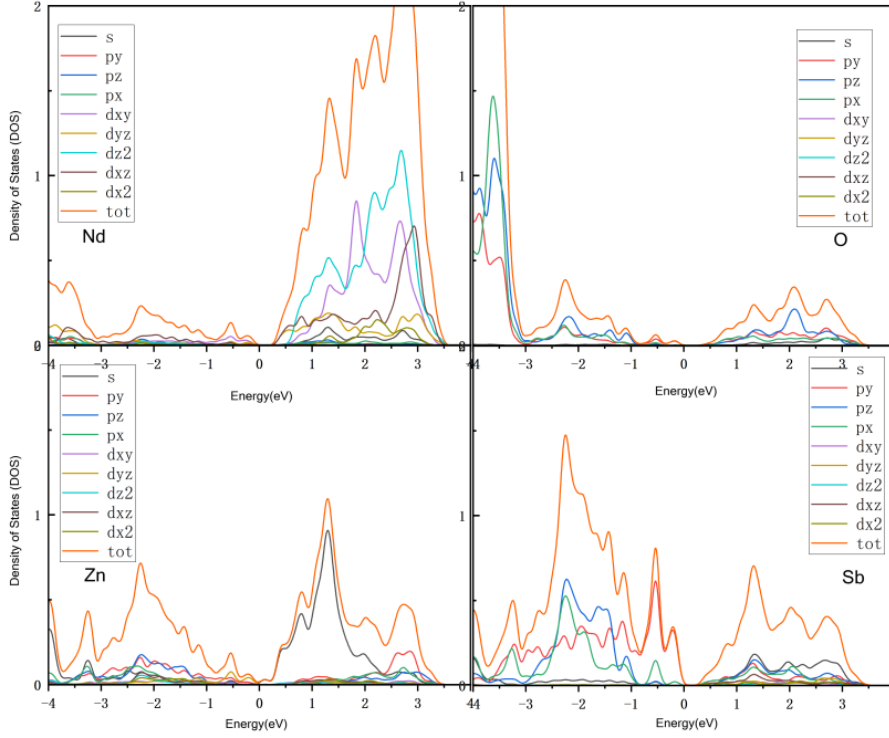 2
s
py
pz
px
dxy
dyz
dz2
dxz
dx2
tot
Nd
Density of States (DOS)
1
0
-4 -3 -2 -1 0 1 2 3
Energy(eV)
2
s
py
pz
px
dxy
dyz
dz2
dxz
dx2
tot
O
1
0
-4 -3 -2 -1 0 1 2 3
Energy(eV)
s
py
pz
px
dxy
dyz
dz2
dxz
dx2
tot
Zn
Density of States (DOS)
1
0
-4 -3 -2 -1 0 1 2 3
Energy(eV)
s
py
pz
px
dxy
dyz
dz2
dxz
dx2
tot
Sb
1
0
-4 -3 -2 -1 0 1 2 3
Energy(eV)